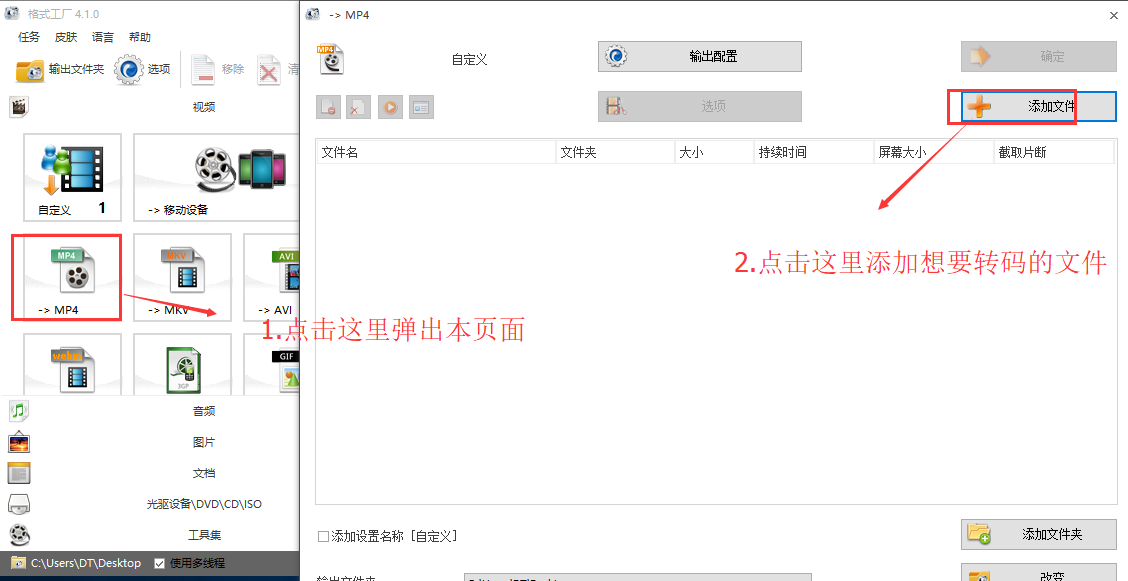 格式工厂 4.1.0
任务 皮肤 语言 帮助
输出文件夹 选项 移除 清
视频
自定义 1
-> 移动设备
MP4
-> MP4
MKV
-> MKV
AVI
-> AVI
webm
3GP
GIF
音频
图片
文档
光驱设备\DVD\CD\ISO
工具集
C:\Users\DT\Desktop 使用多线程
-> MP4
MP4
自定义
输出配置
确定
选项
添加文件
文件名 文件夹 大小 持续时间 屏幕大小 截取片断
2.点击这里添加想要转码的文件
1.点击这里弹出本页面
添加设置名称 [自定义]
添加文件夹
输出文件夹
改变